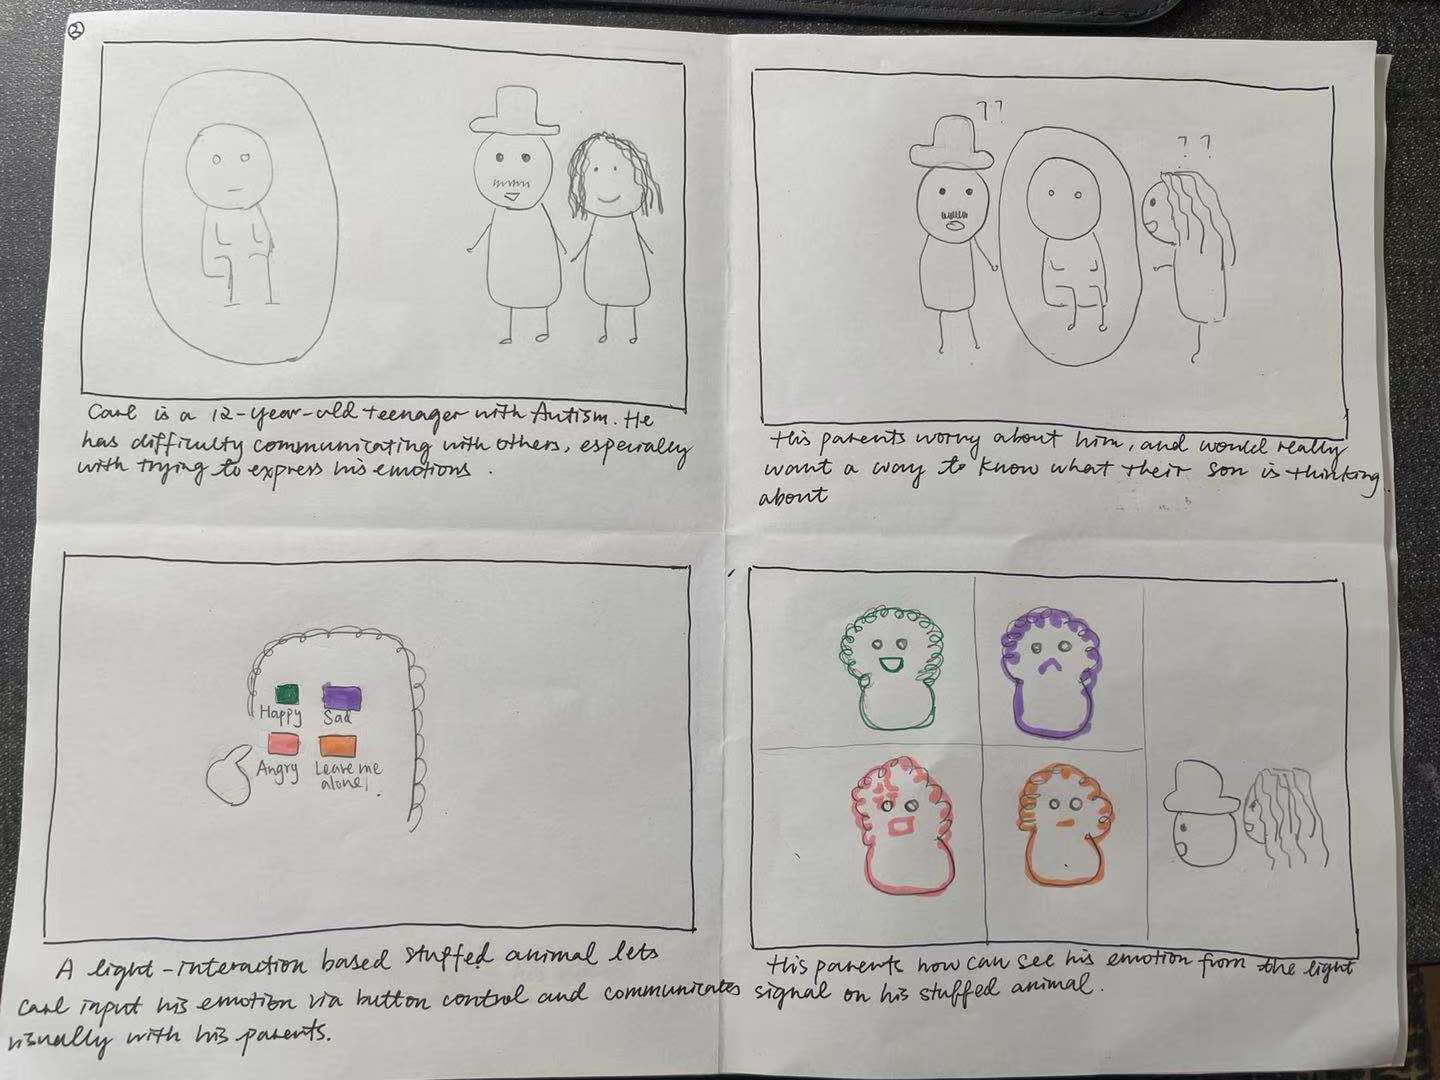 2
Carl is a 12-year-old teenager with Autism. He
has difficulty communicating with others, especially
with trying to express his emotions.
??
??
His parents worry about him, and would really
want a way to know what their son is thinking
about
Happy Sad
Angry Leave me
alone!
A light-interaction based stuffed animal lets
Carl input his emotion via button control and communicates
visually with his parents.
His parents now can see his emotion from the light
signal on his stuffed animal.